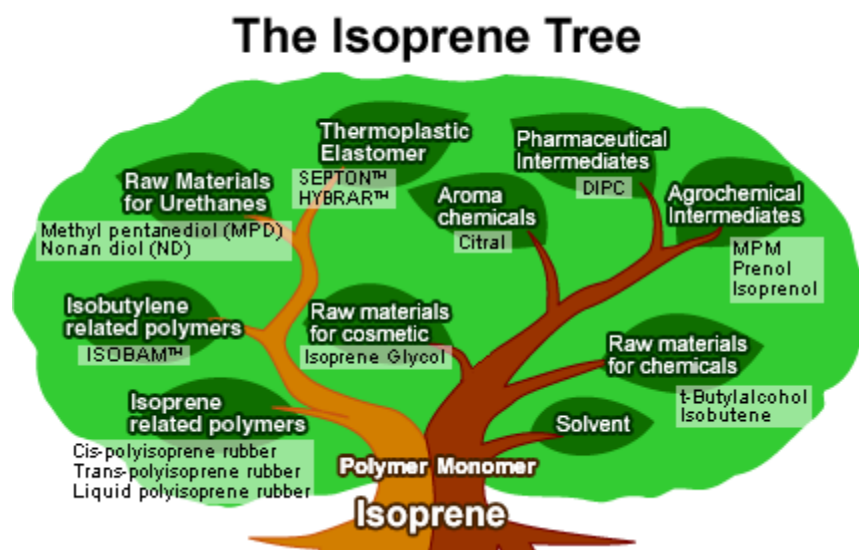 The Isoprene Tree
Thermoplastic
Elastomer
SEPTON™
HYBRAR™
Pharmaceutical
Intermediates
DIPC
Raw Materials
for Urethanes
Methyl pentanediol (MPD)
Nonan diol (ND)
Aroma
chemicals
Citral
Agrochemical
Intermediates
MPM
Prenol
Isoprenol
Isobutylene
related polymers
ISOBAM™
Raw materials
for cosmetic
Isoprene Glycol
Raw materials
for chemicals
t-Butylalcohol
Isobutene
Isoprene
related polymers
Cis-polyisoprene rubber
Trans-polyisoprene rubber
Liquid polyisoprene rubber
Solvent
Polymer Monomer
Isoprene